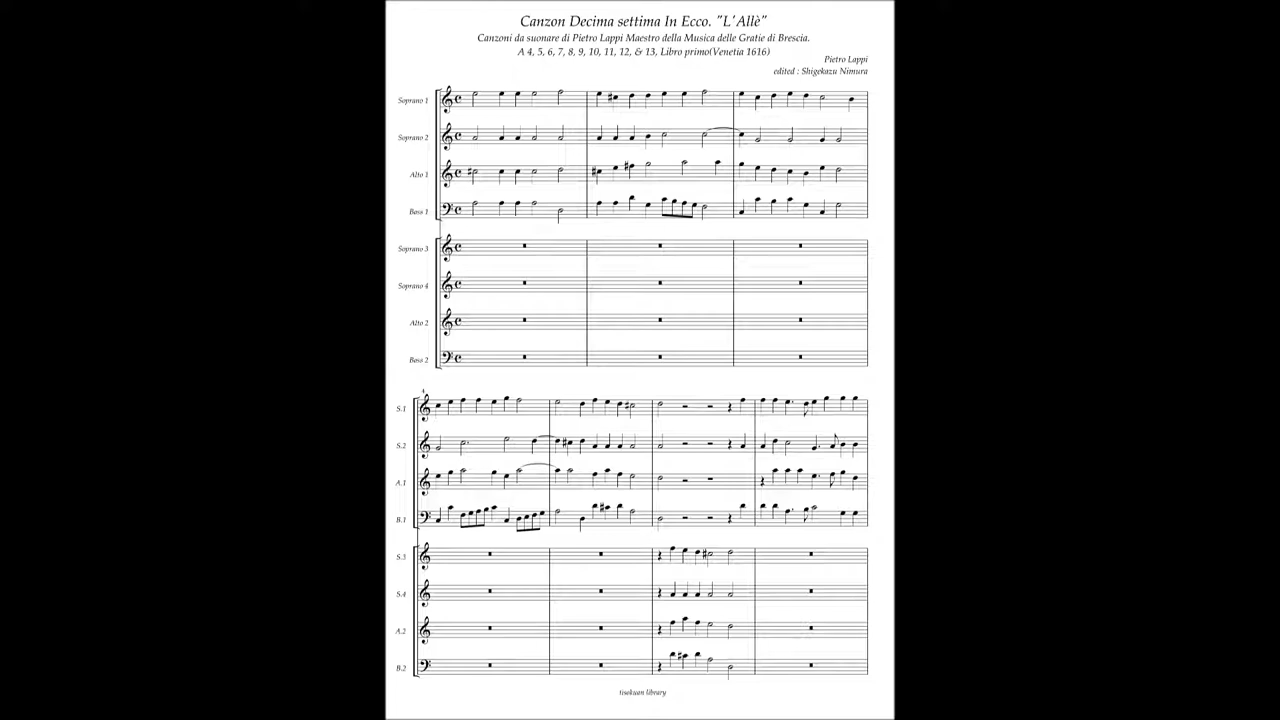 Canzon Decima settima In Ecco. "L'Allè"
Canzoni da suonare di Pietro Lappi Maestro della Musica delle Gratie di Brescia.
A 4, 5, 6, 7, 8, 9, 10, 11, 12, & 13, Libro primo(Venetia 1616)
Pietro Lappi
edited : Shigekazu Nimura
Soprano 1
Soprano 2
Alto 1
Bass 1
Soprano 3
Soprano 4
Alto 2
Bass 2
4
S.1
S.2
A.1
B.1
S.3
S.4
A.2
B.2
tisekuan library